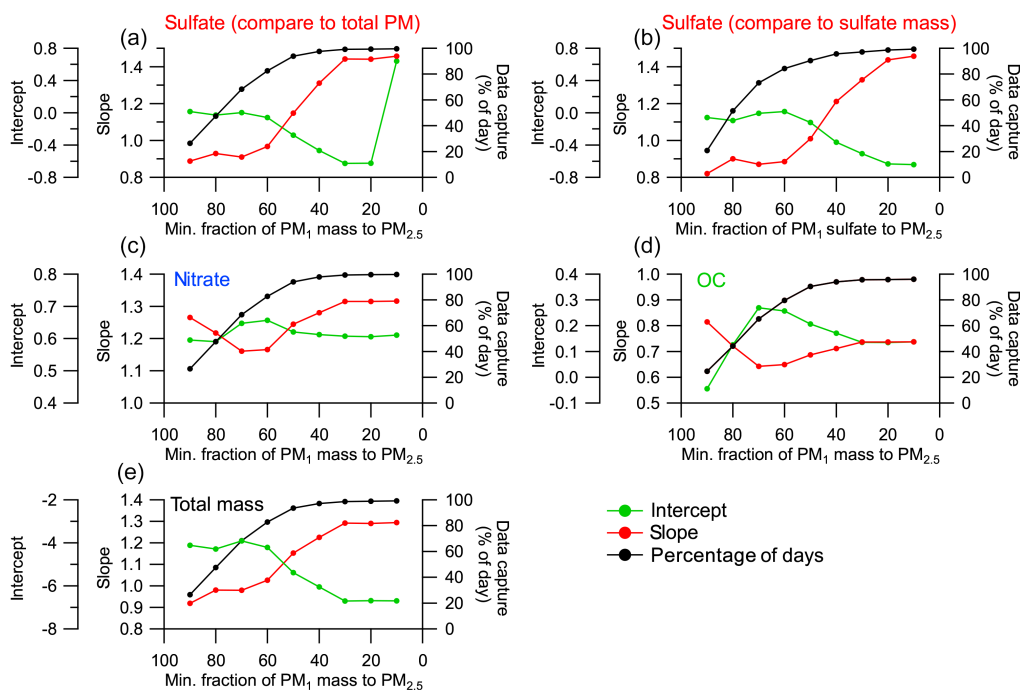 Sulfate (compare to total PM)
(a)
Intercept
0.8
0.4
0.0
-0.4
-0.8
Slope
1.4
1.2
1.0
0.8
100
80
60
40
20
0
Data capture
(% of day)
100 80 60 40 20 0
Min. fraction of PM1 mass to PM2.5
Sulfate (compare to sulfate mass)
(b)
Intercept
0.8
0.4
0.0
-0.4
-0.8
Slope
1.4
1.2
1.0
0.8
100
80
60
40
20
0
Data capture
(% of day)
100 80 60 40 20 0
Min. fraction of PM1 sulfate to PM2.5
(c)
Nitrate
Intercept
0.8
0.7
0.6
0.5
0.4
Slope
1.4
1.3
1.2
1.1
1.0
100
80
60
40
20
0
Data capture
(% of day)
100 80 60 40 20 0
Min. fraction of PM1 mass to PM2.5
(d)
OC
Intercept
0.4
0.3
0.2
0.1
0.0
-0.1
Slope
1.0
0.9
0.8
0.7
0.6
0.5
100
80
60
40
20
0
Data capture
(% of day)
100 80 60 40 20 0
Min. fraction of PM1 mass to PM2.5
(e)
Total mass
Intercept
-2
-4
-6
-8
Slope
1.4
1.3
1.2
1.1
1.0
0.9
0.8
100
80
60
40
20
0
Data capture
(% of day)
100 80 60 40 20 0
Min. fraction of PM1 mass to PM2.5
Intercept
Slope
Percentage of days